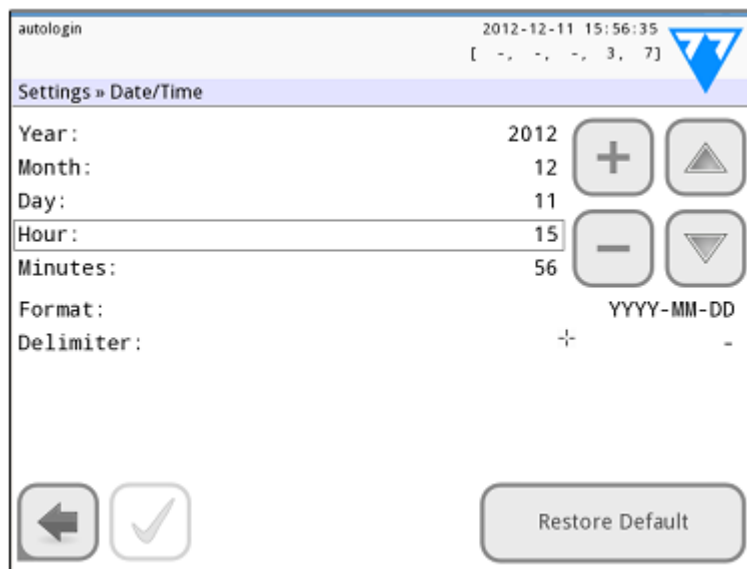 autologin
2012-12-11 15:56:35
[ -, -, -, 3, 7]
Settings » Date/Time
Year: 2012
Month: 12
Day: 11
Hour: 15
Minutes: 56
Format: YYYY-MM-DD
Delimiter: -
Restore Default